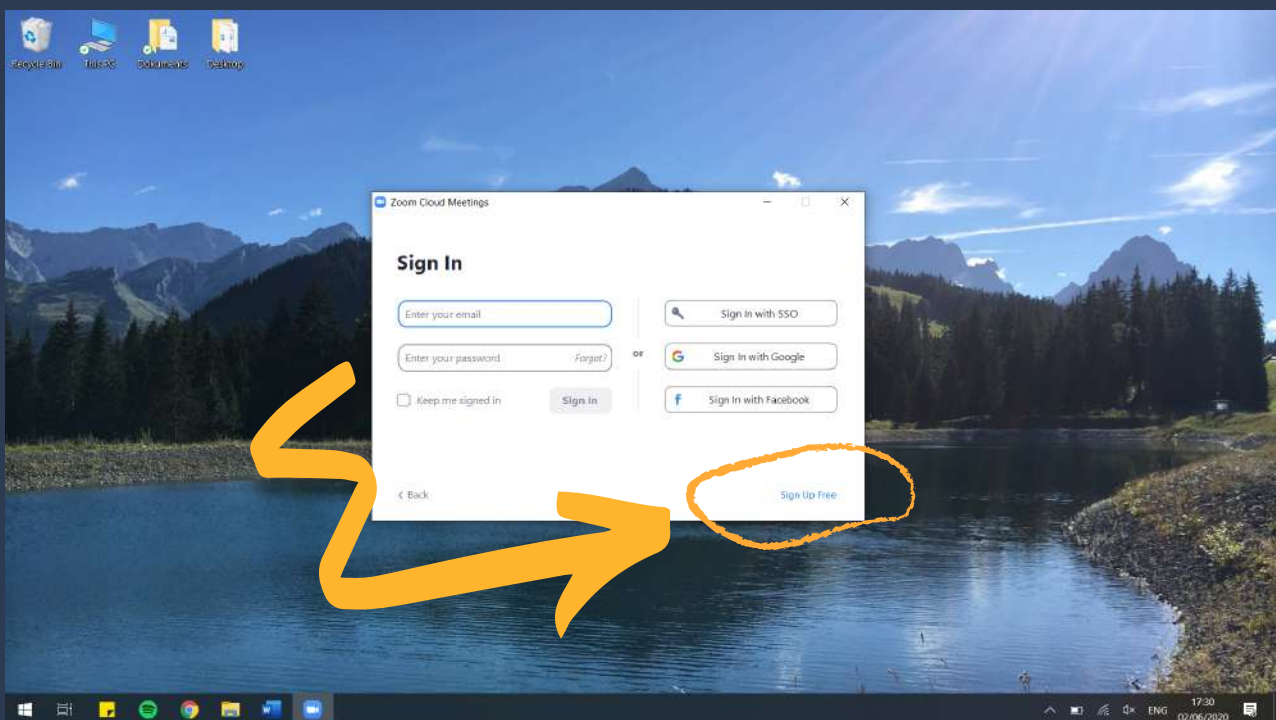 Recycle Bin
This PC
Dokumente
Desktop
Zoom Cloud Meetings
Sign In
Enter your email
Enter your password
Forgot?
Keep me signed in
Sign In
or
Sign In with SSO
Sign In with Google
Sign In with Facebook
< Back
Sign Up Free
ENG
17:30
02/06/2020